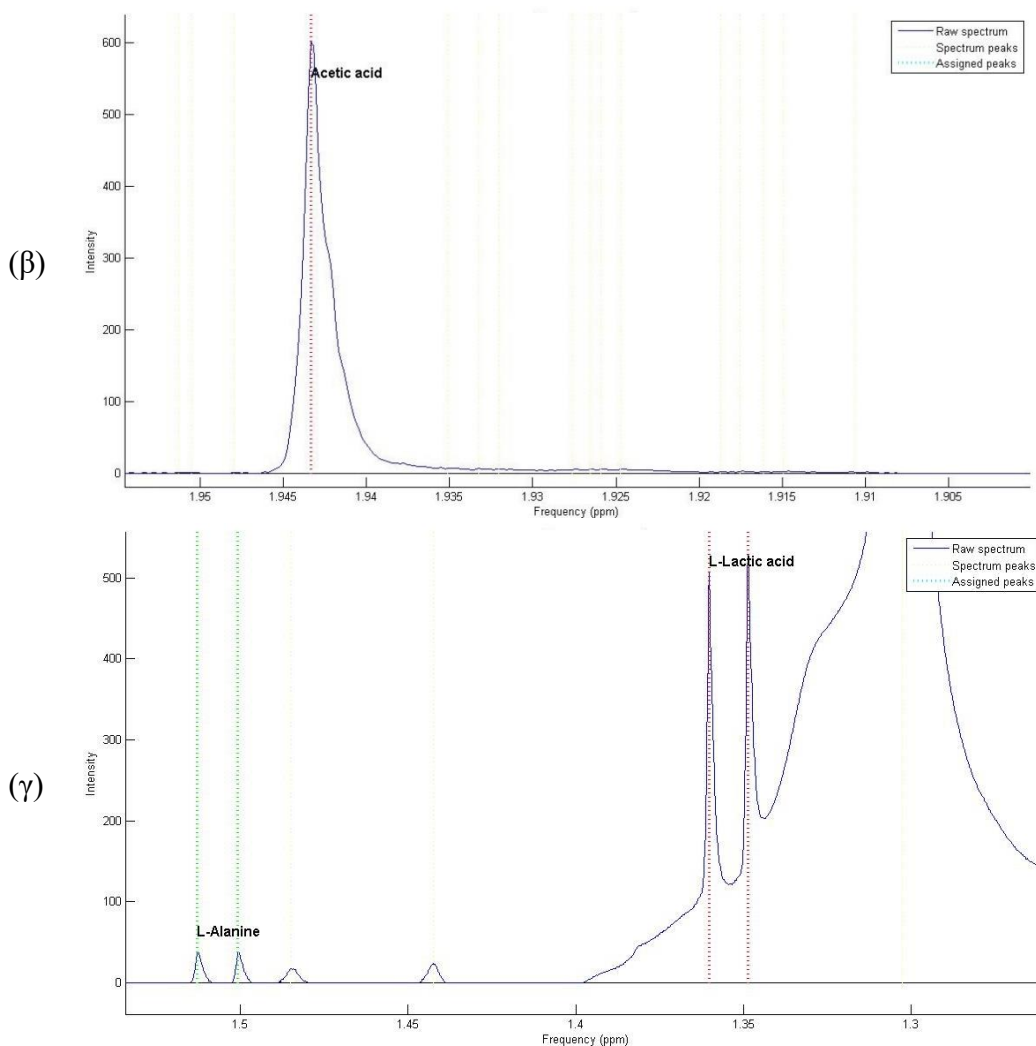 (β)
Intensity
600
500
400
300
200
100
0
Acetic acid
Raw spectrum
Spectrum peaks
Assigned peaks
1.95 1.945 1.94 1.935 1.93 1.925 1.92 1.915 1.91 1.905
Frequency (ppm)
(γ)
Intensity
500
400
300
200
100
0
L-Alanine
L-Lactic acid
Raw spectrum
Spectrum peaks
Assigned peaks
1.5 1.45 1.4 1.35 1.3
Frequency (ppm)